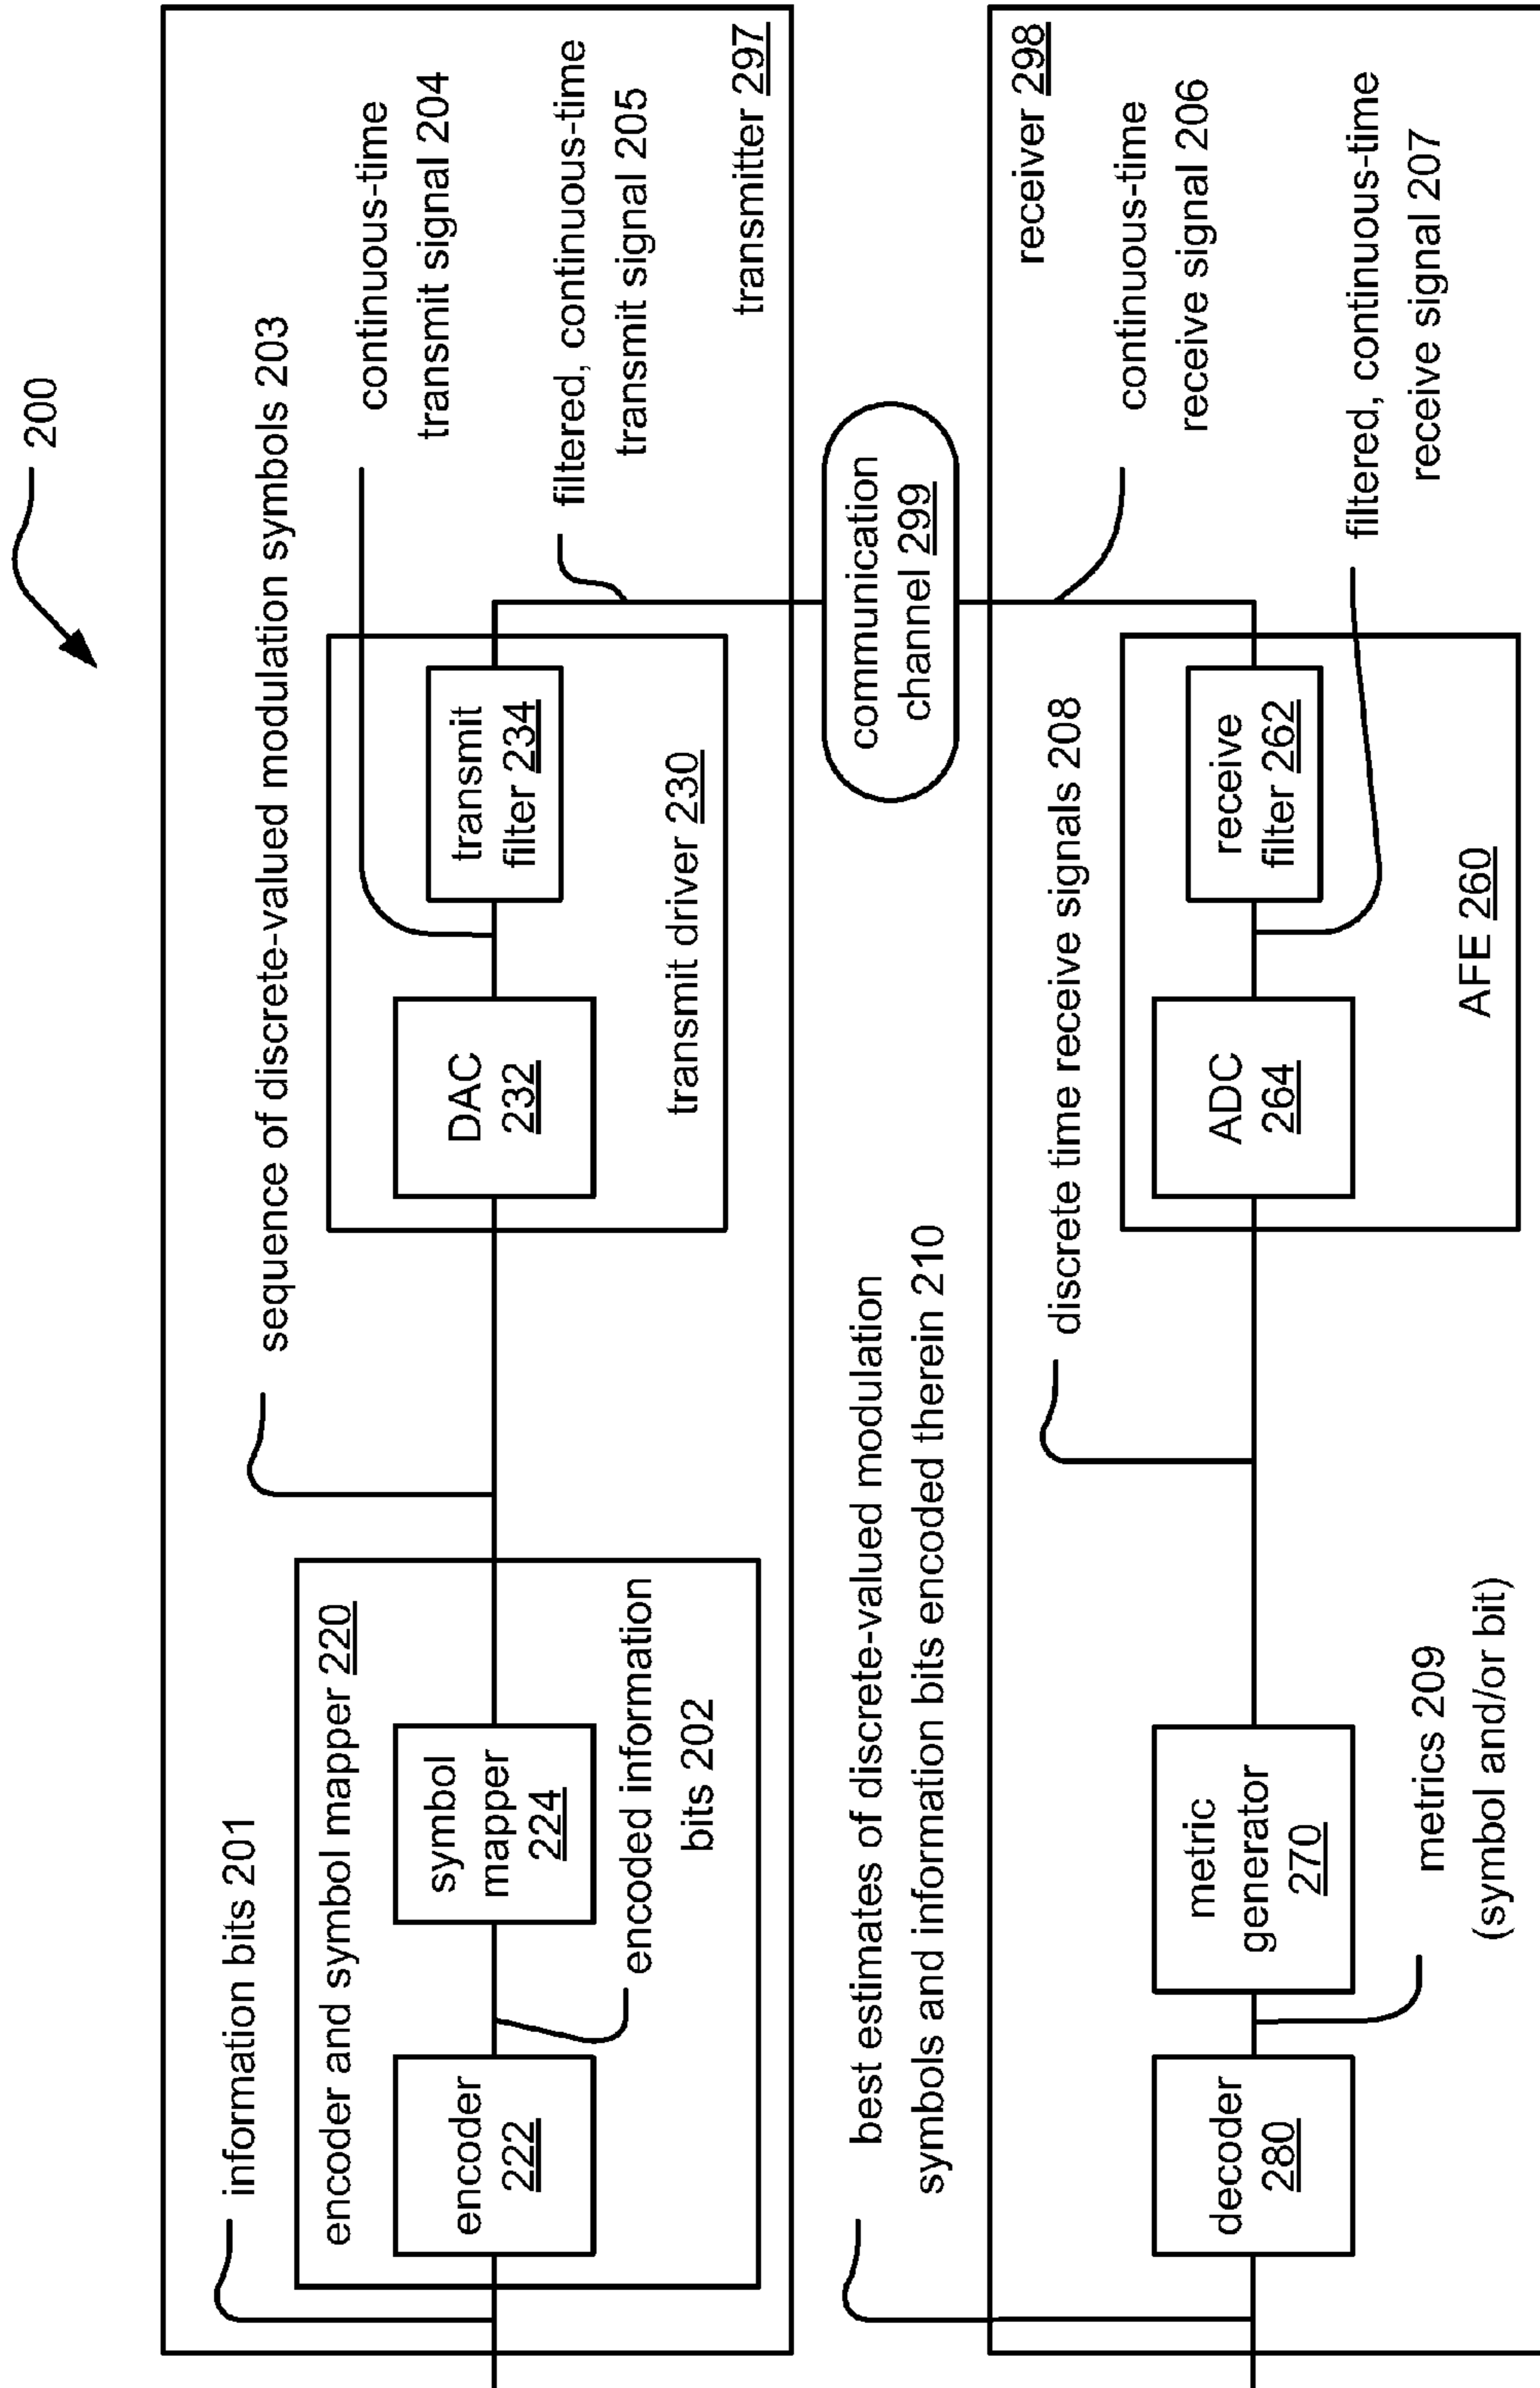 200
information bits 201
sequence of discrete-valued modulation symbols 203
encoder and symbol mapper 220
encoder
222
symbol
mapper
224
encoded information
bits 202
DAC
232
transmit
filter 234
transmit driver 230
continuous-time
transmit signal 204
filtered, continuous-time
transmit signal 205
transmitter 297
communication
channel 299
best estimates of discrete-valued modulation
symbols and information bits encoded therein 210
receiver 298
continuous-time
receive signal 206
discrete time receive signals 208
decoder
280
metric
generator
270
ADC
264
receive
filter 262
AFE 260
filtered, continuous-time
receive signal 207
metrics 209
(symbol and/or bit)